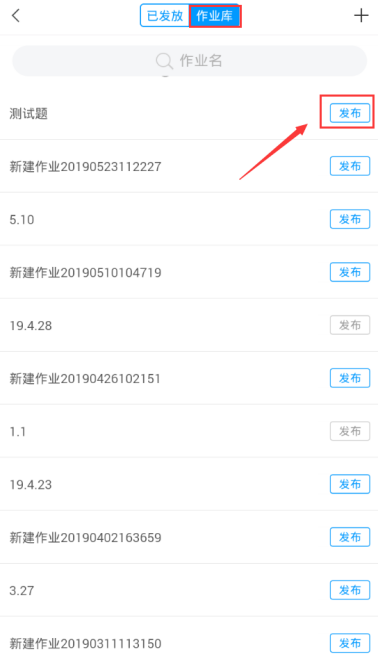 已发放 作业库
作业名
测试题 发布
新建作业20190523112227 发布
5.10 发布
新建作业20190510104719 发布
19.4.28 发布
新建作业20190426102151 发布
1.1 发布
19.4.23 发布
新建作业20190402163659 发布
3.27 发布
新建作业20190311113150 发布